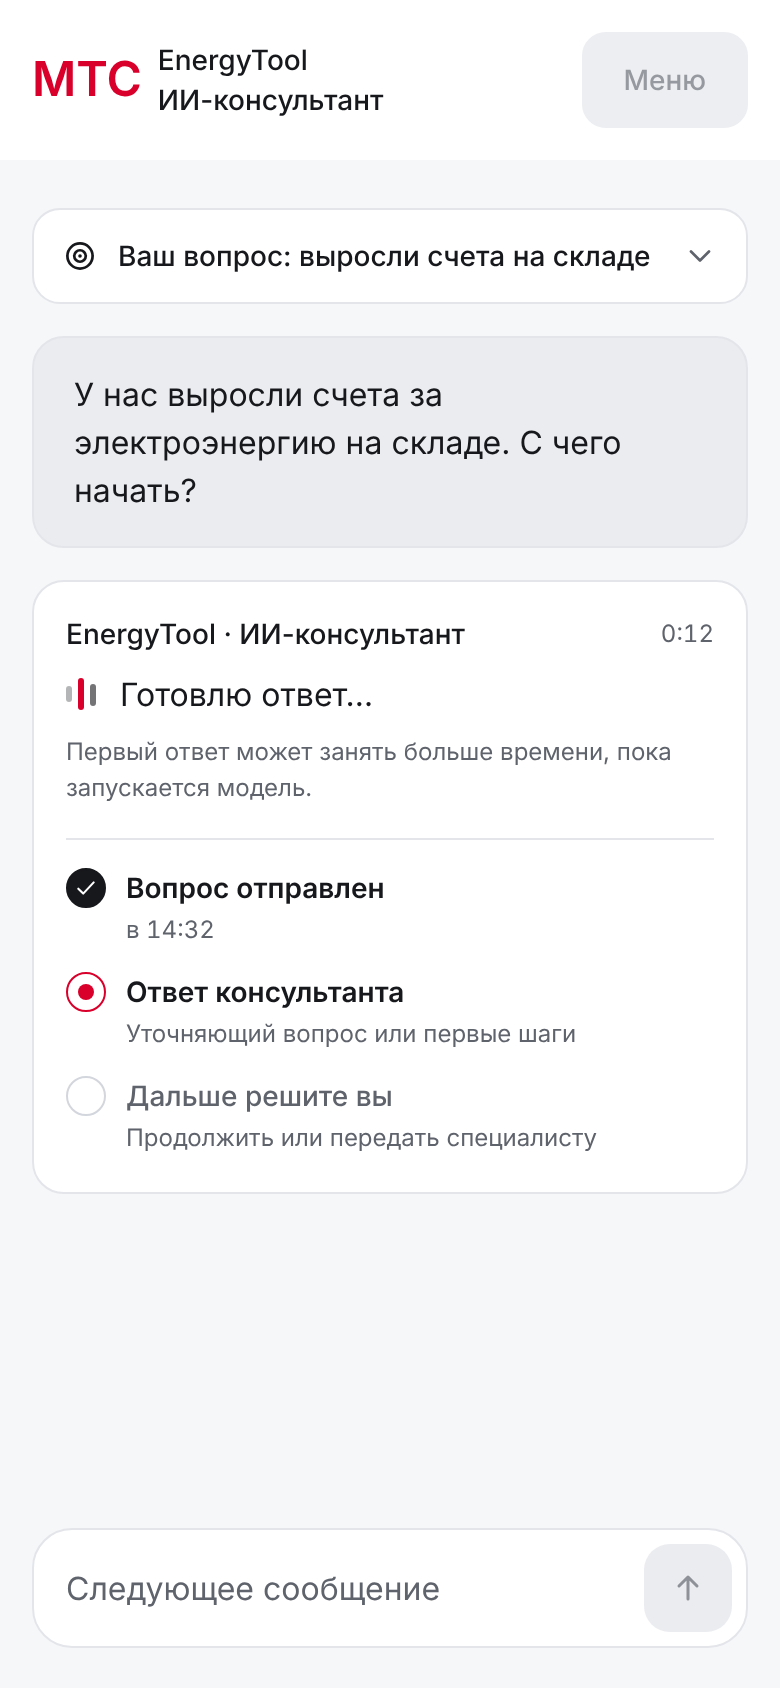 МТС
EnergyTool
ИИ-консультант
Меню
Ваш вопрос: выросли счета на складе
У нас выросли счета за
электроэнергию на складе. С чего
начать?
EnergyTool · ИИ-консультант
0:12
Готовлю ответ...
Первый ответ может занять больше времени, пока
запускается модель.
Вопрос отправлен
в 14:32
Ответ консультанта
Уточняющий вопрос или первые шаги
Дальше решите вы
Продолжить или передать специалисту
Следующее сообщение